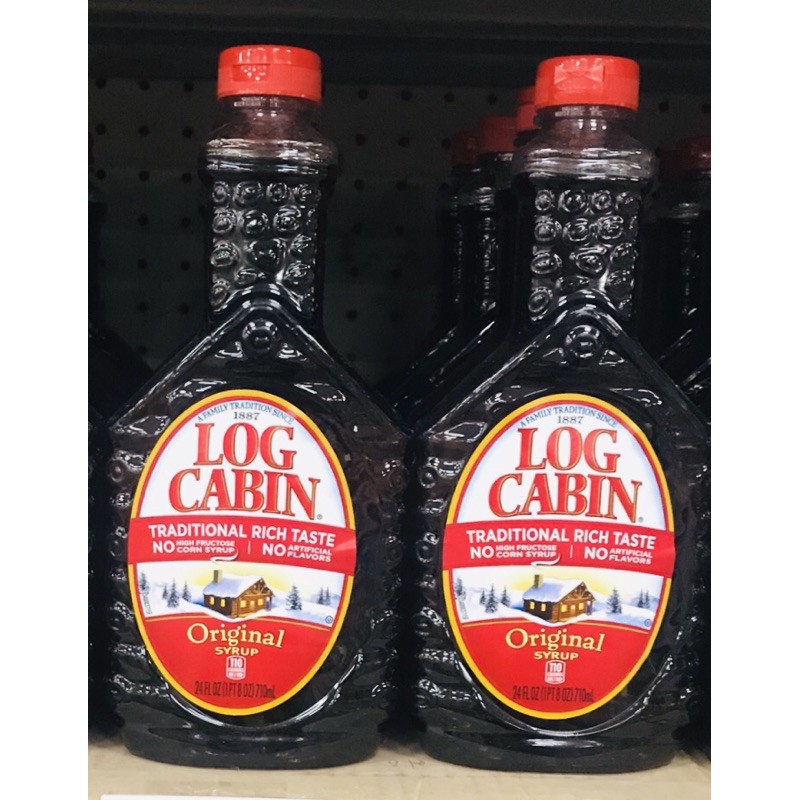 A FAMILY TRADITION SINCE
1887
LOG
CABIN®
TRADITIONAL RICH TASTE
NO HIGH FRUCTOSE CORN SYRUP | NO ARTIFICIAL FLAVORS
Original
SYRUP
110
24 FL OZ (1 PT 8 OZ) 710mL
A FAMILY TRADITION SINCE
1887
LOG
CABIN®
TRADITIONAL RICH TASTE
NO HIGH FRUCTOSE CORN SYRUP | NO ARTIFICIAL FLAVORS
Original
SYRUP
110
24 FL OZ (1 PT 8 OZ) 710mL